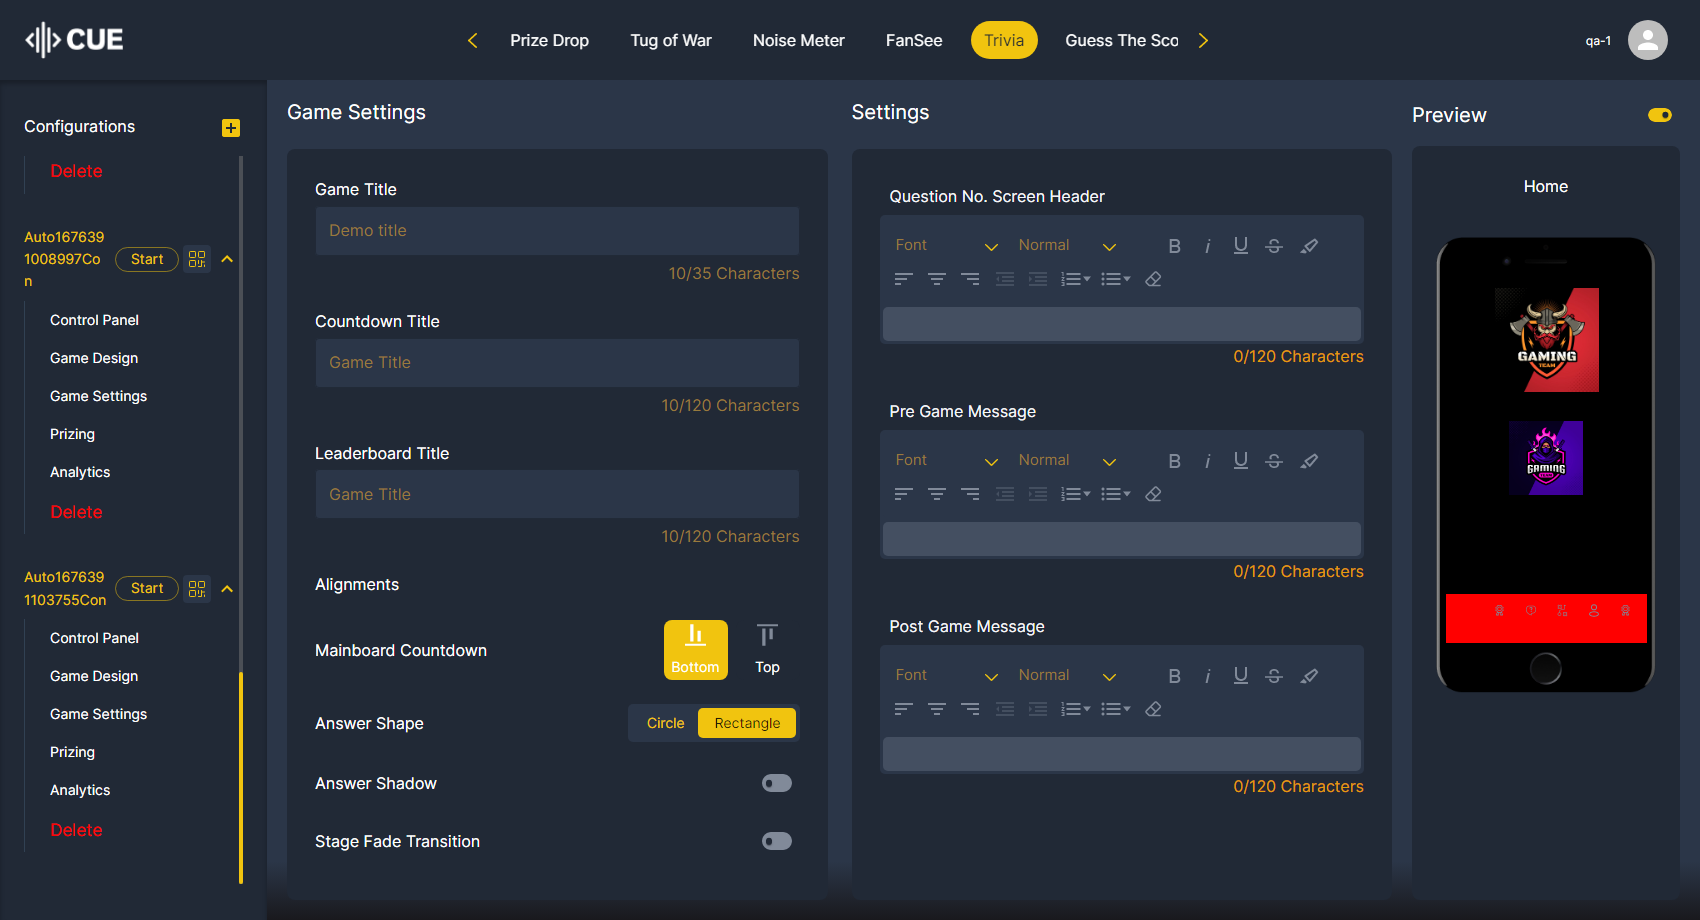 CUE
Prize Drop
Tug of War
Noise Meter
FanSee
Trivia
Guess The Sco
qa-1
Configurations
Delete
Auto167639
1008997Co
n
Start
Control Panel
Game Design
Game Settings
Prizing
Analytics
Delete
Auto167639
1103755Con
Start
Control Panel
Game Design
Game Settings
Prizing
Analytics
Delete
Game Settings
Game Title
Demo title
10/35 Characters
Countdown Title
Game Title
10/120 Characters
Leaderboard Title
Game Title
10/120 Characters
Alignments
Mainboard Countdown
Bottom
Top
Answer Shape
Circle
Rectangle
Answer Shadow
Stage Fade Transition
Settings
Question No. Screen Header
Font
Normal
B i U S
0/120 Characters
Pre Game Message
Font
Normal
B i U S
0/120 Characters
Post Game Message
Font
Normal
B i U S
0/120 Characters
Preview
Home
GAMING
TEAM
GAMING